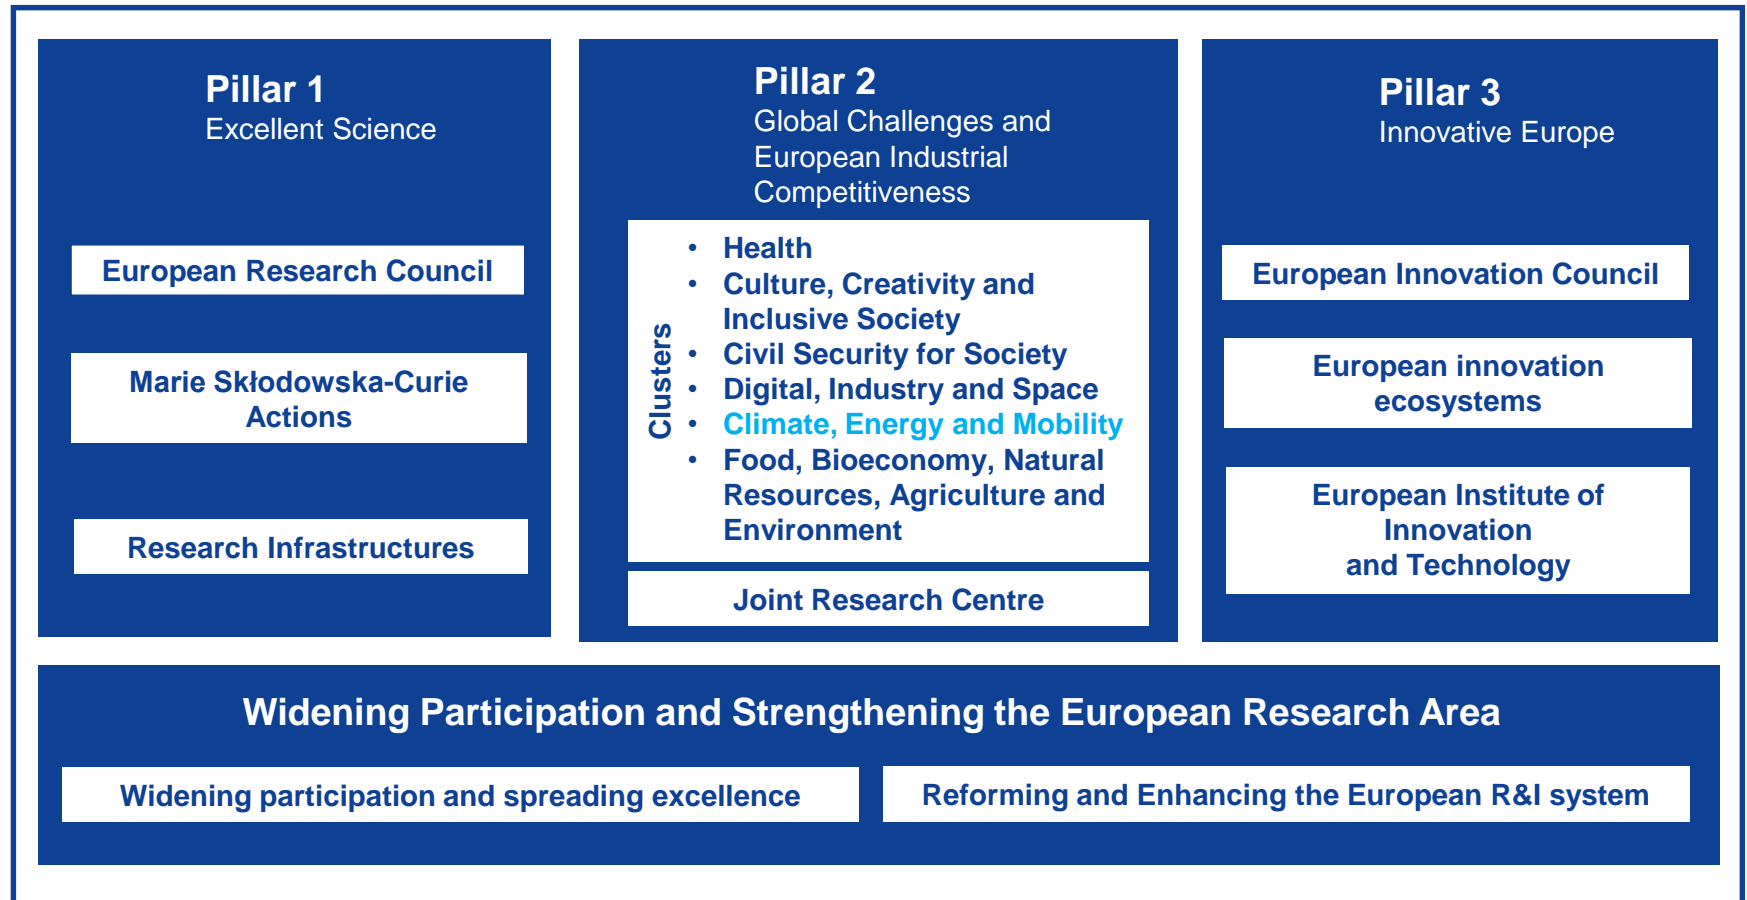 Pillar 1
Excellent Science
European Research Council
Marie Skłodowska-Curie
Actions
Research Infrastructures
Pillar 2
Global Challenges and
European Industrial
Competitiveness
Clusters
• Health
• Culture, Creativity and
Inclusive Society
• Civil Security for Society
• Digital, Industry and Space
• Climate, Energy and Mobility
• Food, Bioeconomy, Natural
Resources, Agriculture and
Environment
Joint Research Centre
Pillar 3
Innovative Europe
European Innovation Council
European innovation
ecosystems
European Institute of
Innovation
and Technology
Widening Participation and Strengthening the European Research Area
Widening participation and spreading excellence
Reforming and Enhancing the European R&I system